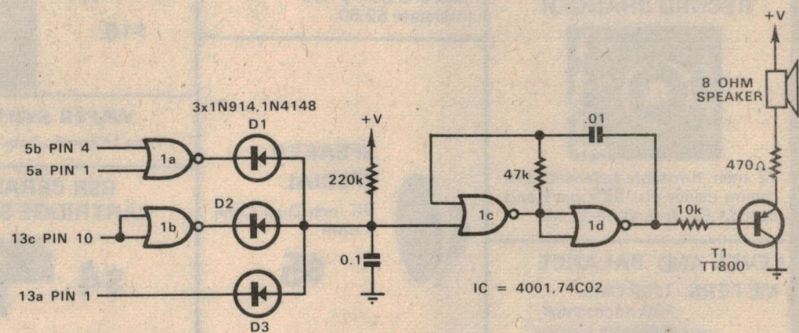 +V
8 OHM
SPEAKER
3x1N914,1N4148
D1
+V
.01
5b PIN 4
5a PIN 1
1a
220k
47k
470Ω
D2
13c PIN 10
1b
1c
1d
10k
0.1
T1
TT800
13a PIN 1
IC = 4001,74C02
D3